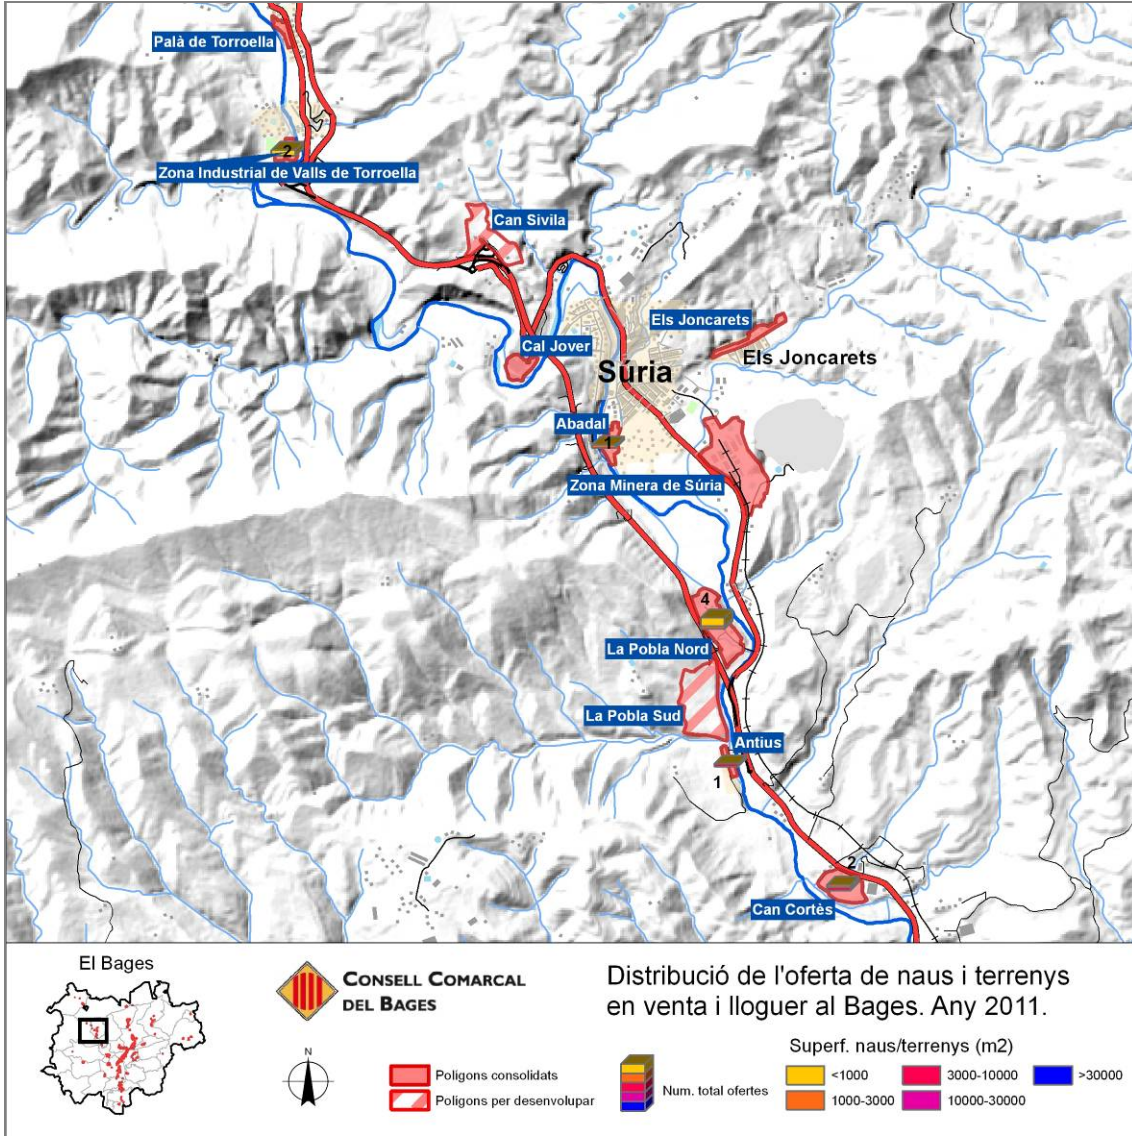 Palà de Torroella
2
Zona Industrial de Valls de Torroella
Can Sivila
Els Joncarets
Cal Jover
Els Joncarets
Súria
Abadal
1
Zona Minera de Súria
4
La Pobla Nord
La Pobla Sud
Antius
1
2
Can Cortès
El Bages
CONSELL COMARCAL
DEL BAGES
Distribució de l'oferta de naus i terrenys
en venta i lloguer al Bages. Any 2011.
N
Poligons consolidats
Poligons per desenvolupar
Num. total ofertes
Superf. naus/terrenys (m2)
<1000
3000-10000
>30000
1000-3000
10000-30000